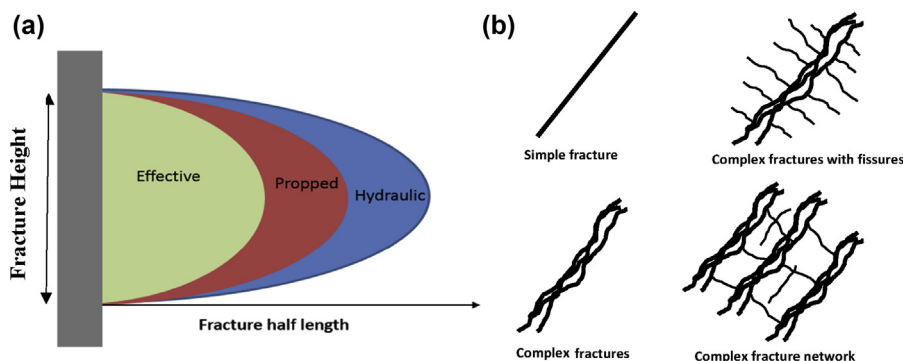 (a)
Fracture Height
Effective
Propped
Hydraulic
Fracture half length
(b)
Simple fracture
Complex fractures with fissures
Complex fractures
Complex fracture network